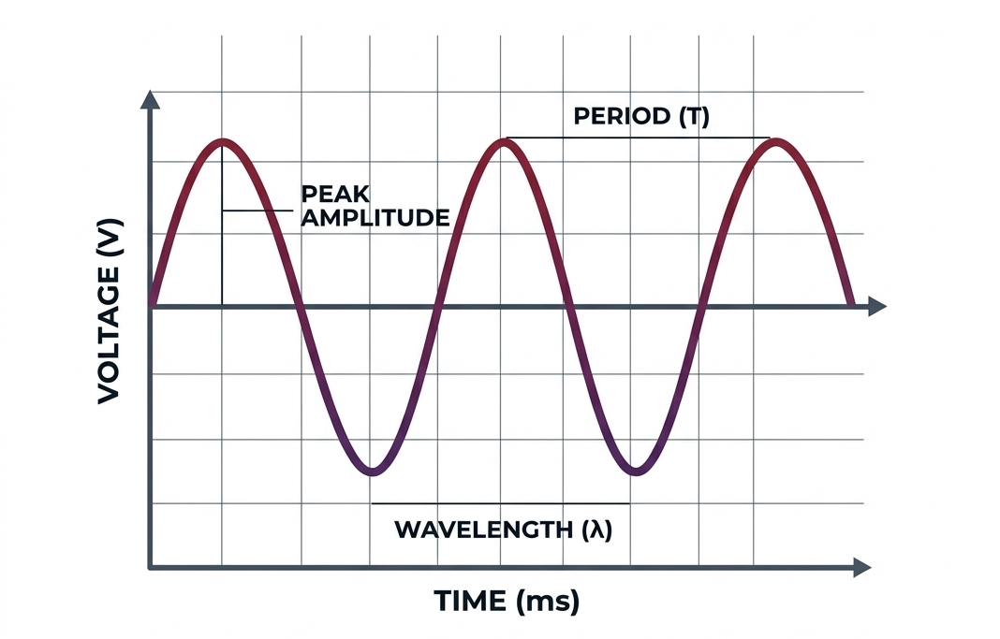 PERIOD (T)
PEAK
AMPLITUDE
VOLTAGE (V)
WAVELENGTH (λ)
TIME (ms)